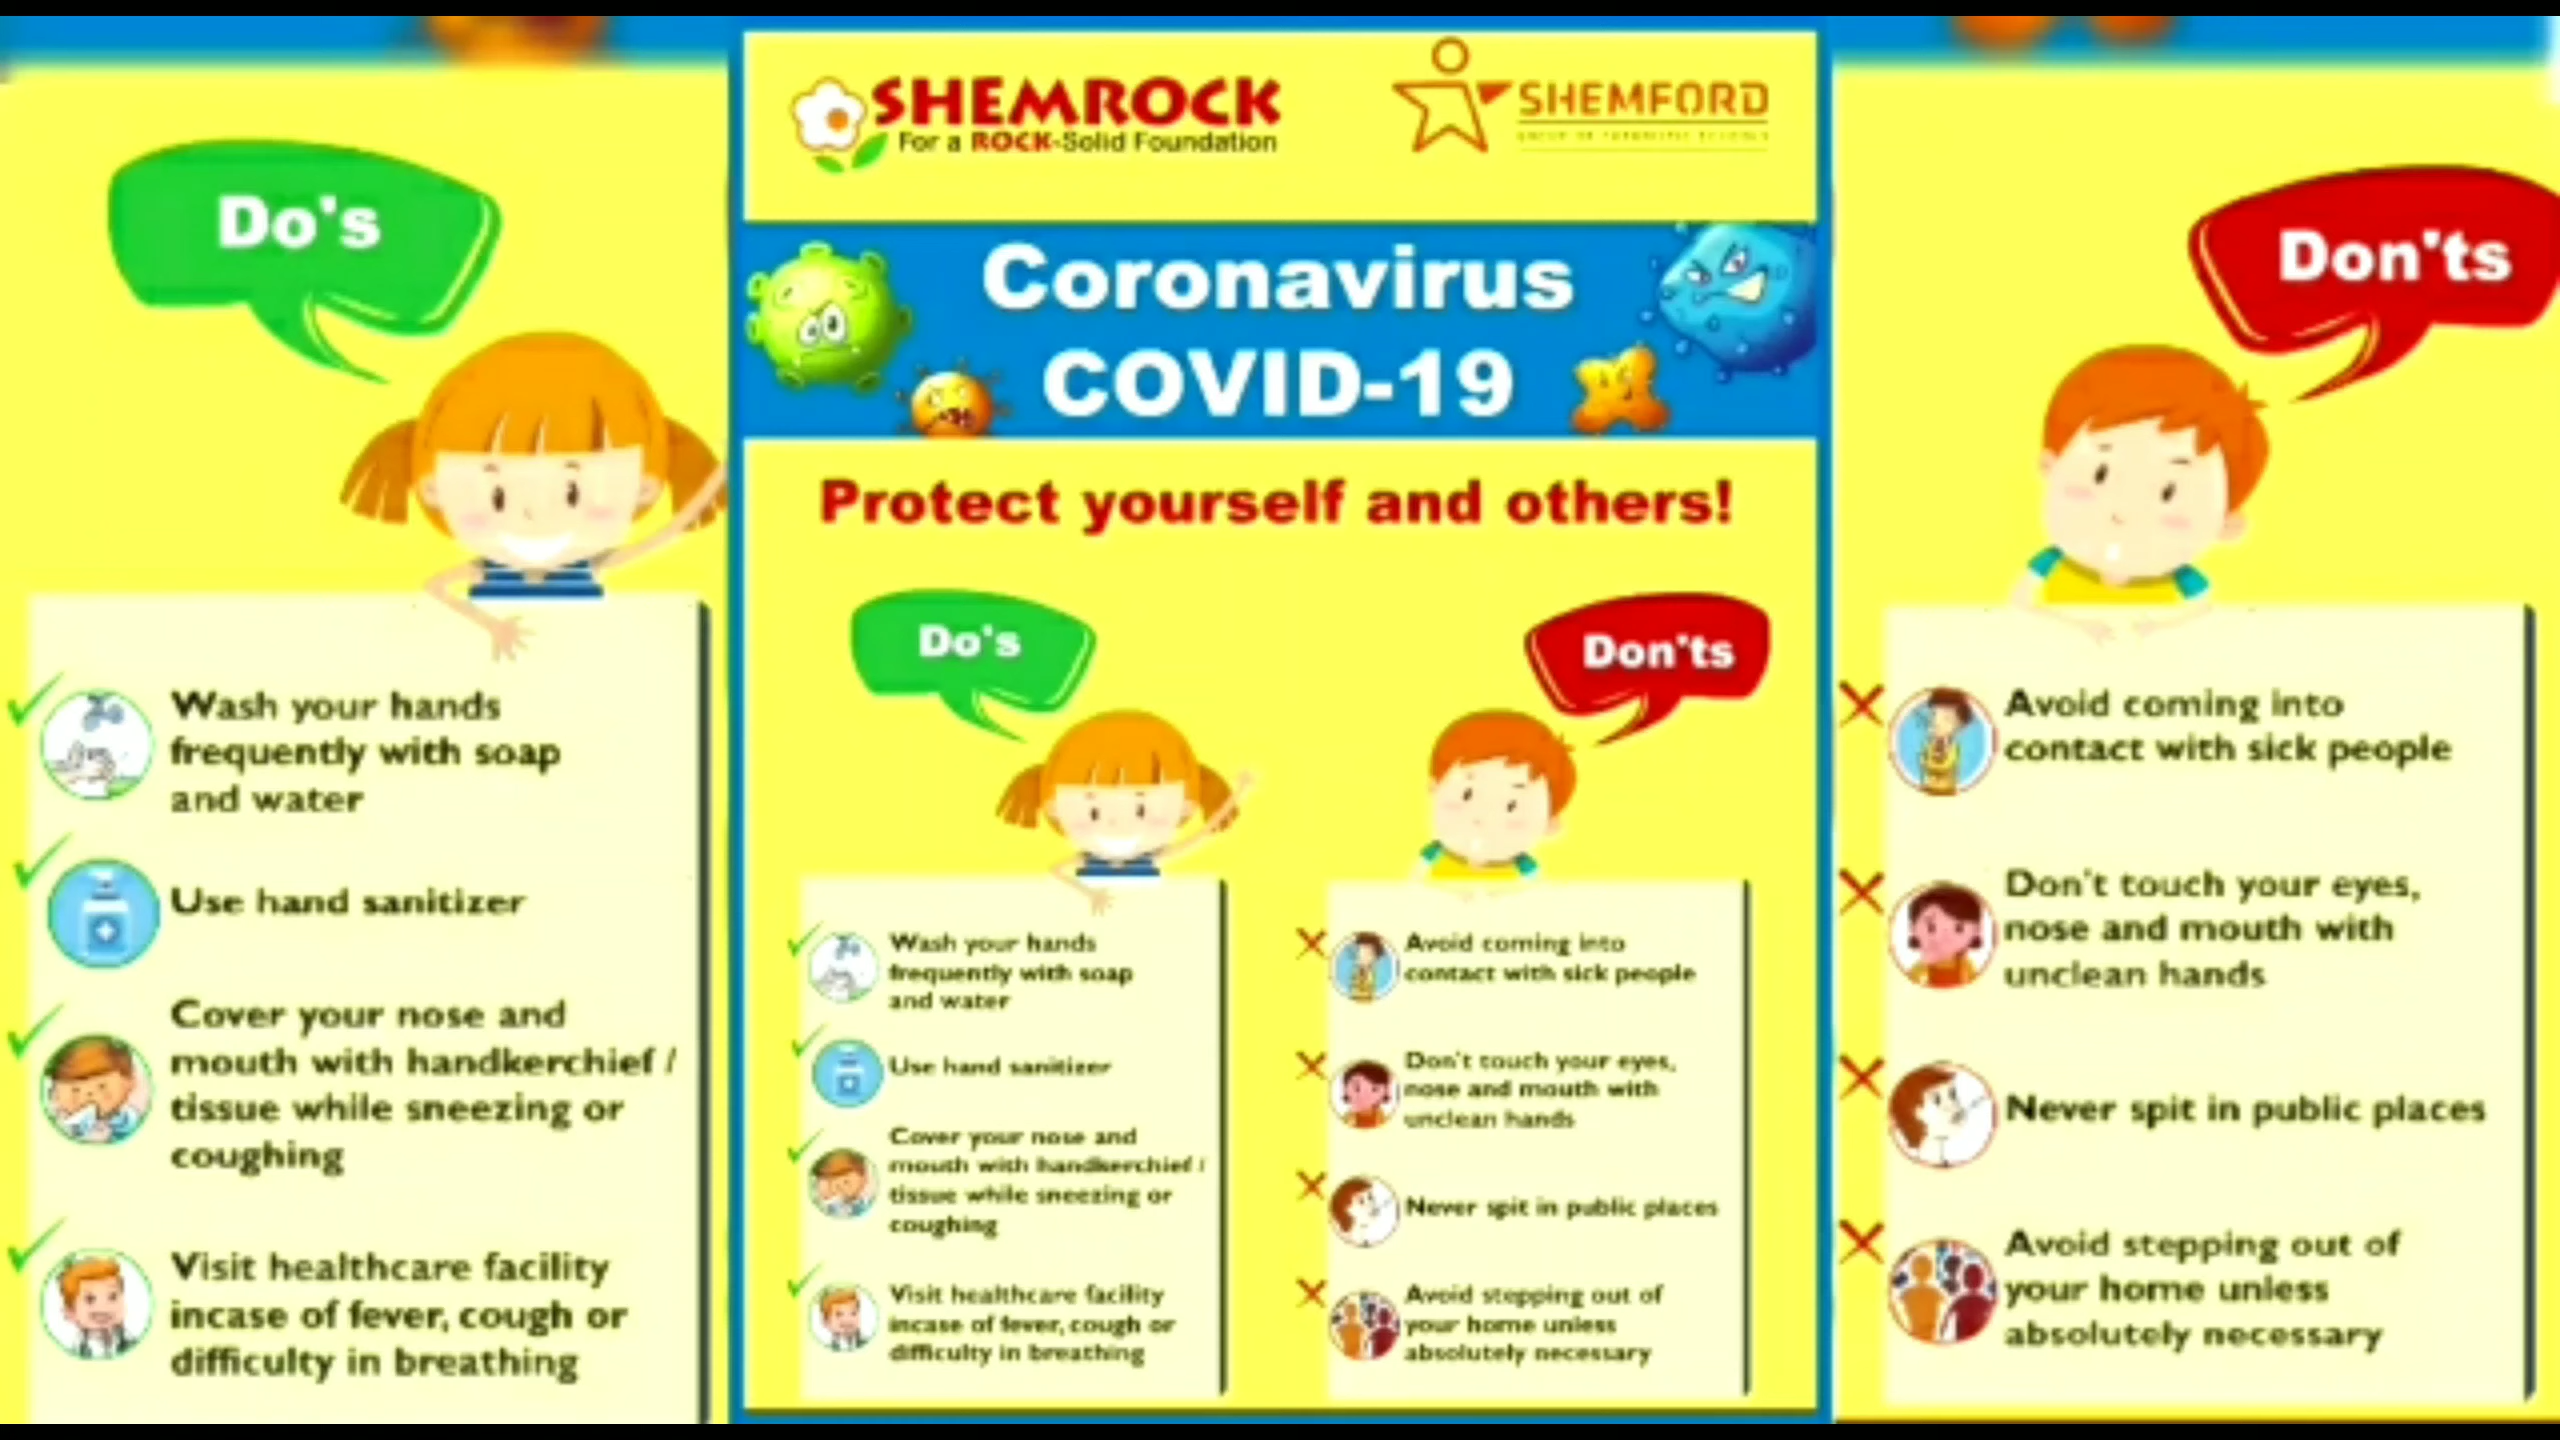 Do's
Wash your hands
frequently with soap
and water
Use hand sanitizer
Cover your nose and
mouth with handkerchief /
tissue while sneezing or
coughing
Visit healthcare facility
incase of fever, cough or
difficulty in breathing
SHEMROCK
For a ROCK-Solid Foundation
SHEMFORD
Coronavirus
COVID-19
Protect yourself and others!
Do's
Wash your hands
frequently with soap
and water
Use hand sanitizer
Cover your nose and
mouth with handkerchief /
tissue while sneezing or
coughing
Visit healthcare facility
incase of fever, cough or
difficulty in breathing
Don'ts
Avoid coming into
contact with sick people
Don't touch your eyes,
nose and mouth with
unclean hands
Never spit in public places
Avoid stepping out of
your home unless
absolutely necessary
Don'ts
Avoid coming into
contact with sick people
Don't touch your eyes,
nose and mouth with
unclean hands
Never spit in public places
Avoid stepping out of
your home unless
absolutely necessary